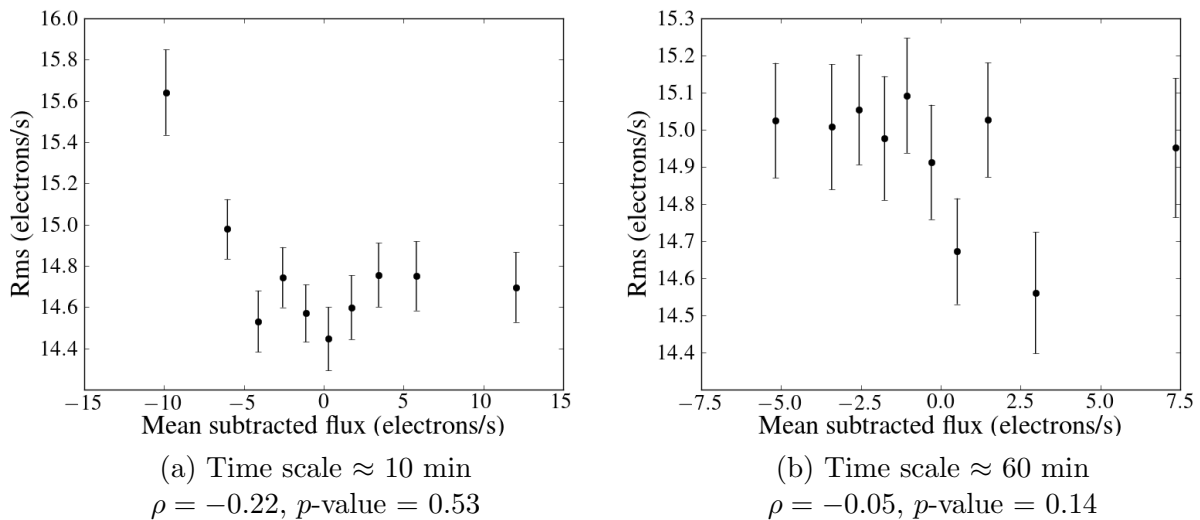 16.0
15.8
15.6
15.4
15.2
15.0
14.8
14.6
14.4
Rms (electrons/s)
−15 −10 −5 0 5 10 15
Mean subtracted flux (electrons/s)
(a) Time scale ≈ 10 min
ρ = −0.22, p-value = 0.53
15.3
15.2
15.1
15.0
14.9
14.8
14.7
14.6
14.5
14.4
Rms (electrons/s)
−7.5 −5.0 −2.5 0.0 2.5 5.0 7.5
Mean subtracted flux (electrons/s)
(b) Time scale ≈ 60 min
ρ = −0.05, p-value = 0.14